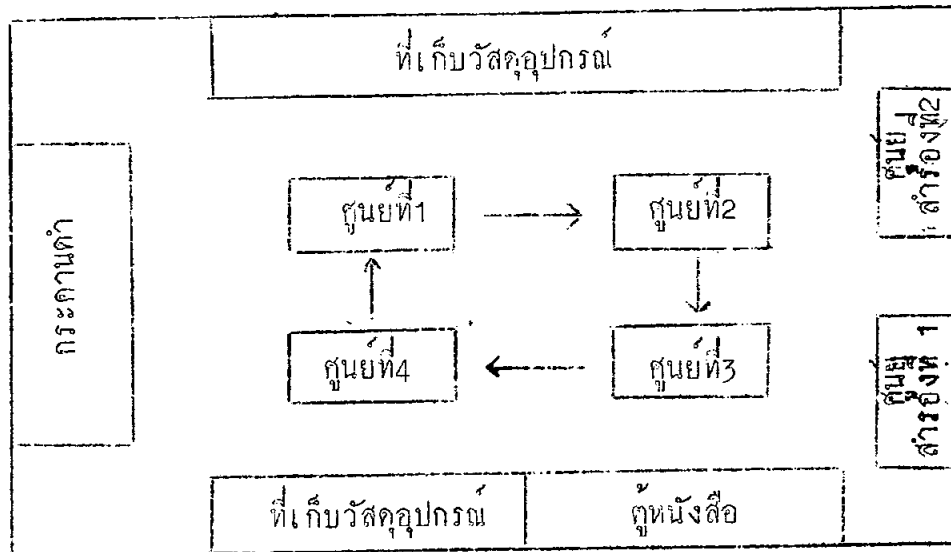 ที่เก็บวัสดุอุปกรณ์
ศูนย์
สำรองที่2
ศูนย์ที่1
ศูนย์ที่2
กระดานดำ
ศูนย์ที่4
ศูนย์ที่3
ศูนย์
สำรองที่ 1
ที่เก็บวัสดุอุปกรณ์
ตู้หนังสือ